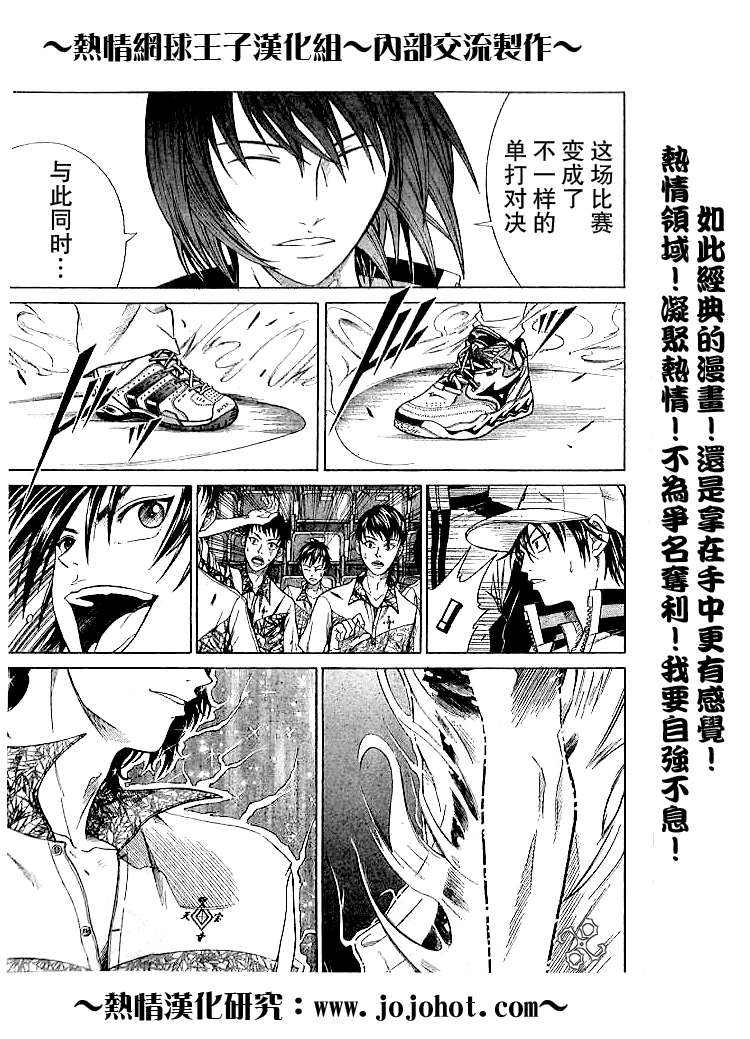 ～熱情網球王子漢化組～內部交流製作～
这场比赛
变成了
不一样的
单打对决
与此同时…
如此經典的漫畫！還是拿在手中更有感覺！
熱情領域！凝聚熱情！不為爭名奪利！我要自強不息！
！
～熱情漢化研究：www.jojohot.com～